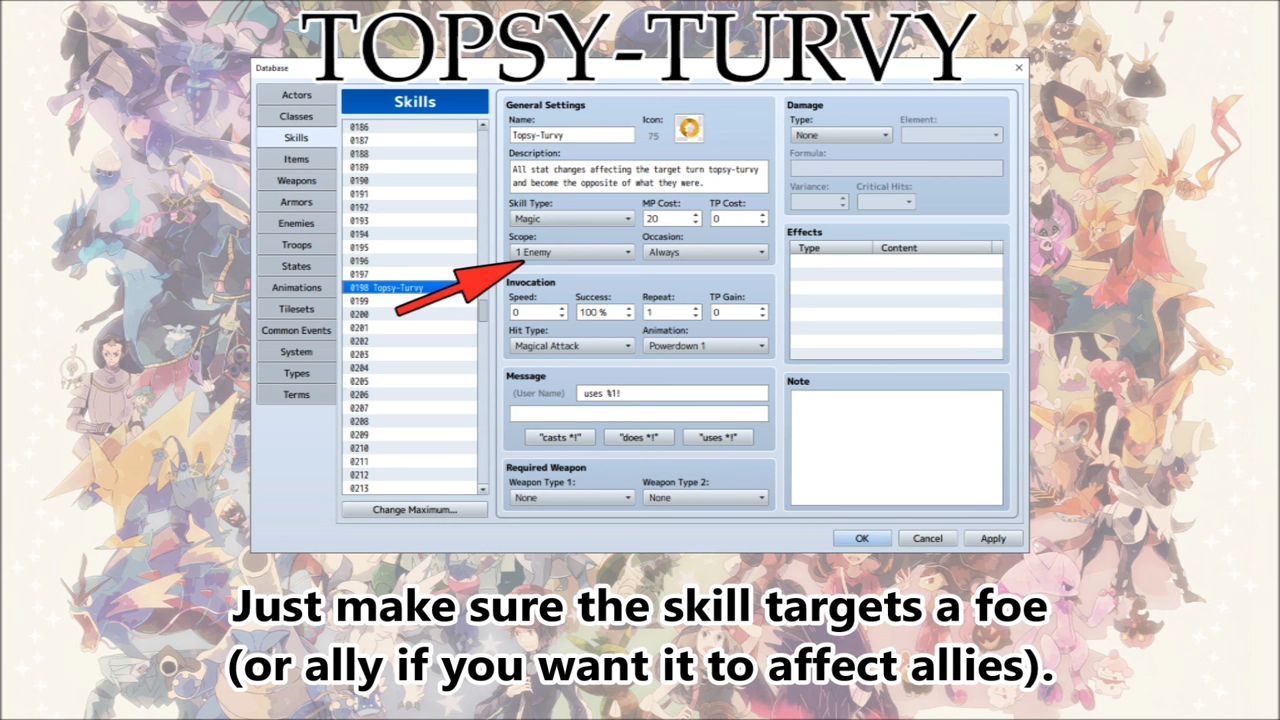 TOPSY-TURVY
Database
Actors
Classes
Skills
Items
Weapons
Armors
Enemies
Troops
States
Animations
Tilesets
Common Events
System
Types
Terms
Skills
0186
0187
0188
0189
0190
0191
0192
0193
0194
0195
0196
0197
0198 Topsy-Turvy
0199
0200
0201
0202
0203
0204
0205
0206
0207
0208
0209
0210
0211
0212
0213
Change Maximum...
General Settings
Name: Icon:
Topsy-Turvy 75
Description:
All stat changes affecting the target turn topsy-turvy
and become the opposite of what they were.
Skill Type: MP Cost: TP Cost:
Magic 20 0
Scope: Occasion:
1 Enemy Always
Invocation
Speed: Success: Repeat: TP Gain:
0 100 % 1 0
Hit Type: Animation:
Magical Attack Powerdown 1
Message
(User Name) uses %1!
"casts *!" "does *!" "uses *!"
Required Weapon
Weapon Type 1: Weapon Type 2:
None None
Damage
Type: Element:
None
Formula:
Variance: Critical Hits:
Effects
Type Content
Note
OK Cancel Apply
Just make sure the skill targets a foe
(or ally if you want it to affect allies).